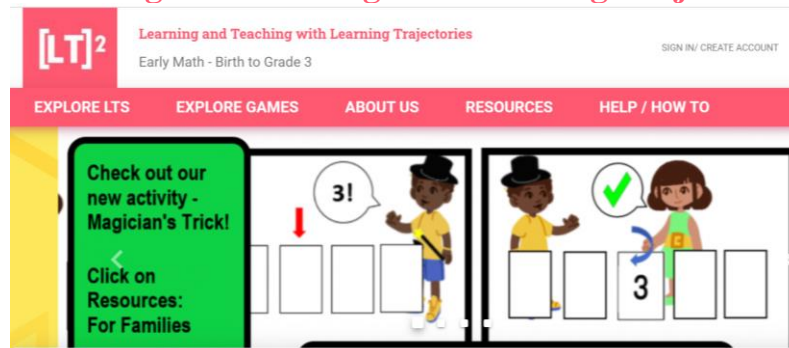 [LT]²
Learning and Teaching with Learning Trajectories
Early Math - Birth to Grade 3
SIGN IN/ CREATE ACCOUNT
EXPLORE LTS
EXPLORE GAMES
ABOUT US
RESOURCES
HELP / HOW TO
Check out our
new activity -
Magician's Trick!
Click on
Resources:
For Families
3!
3